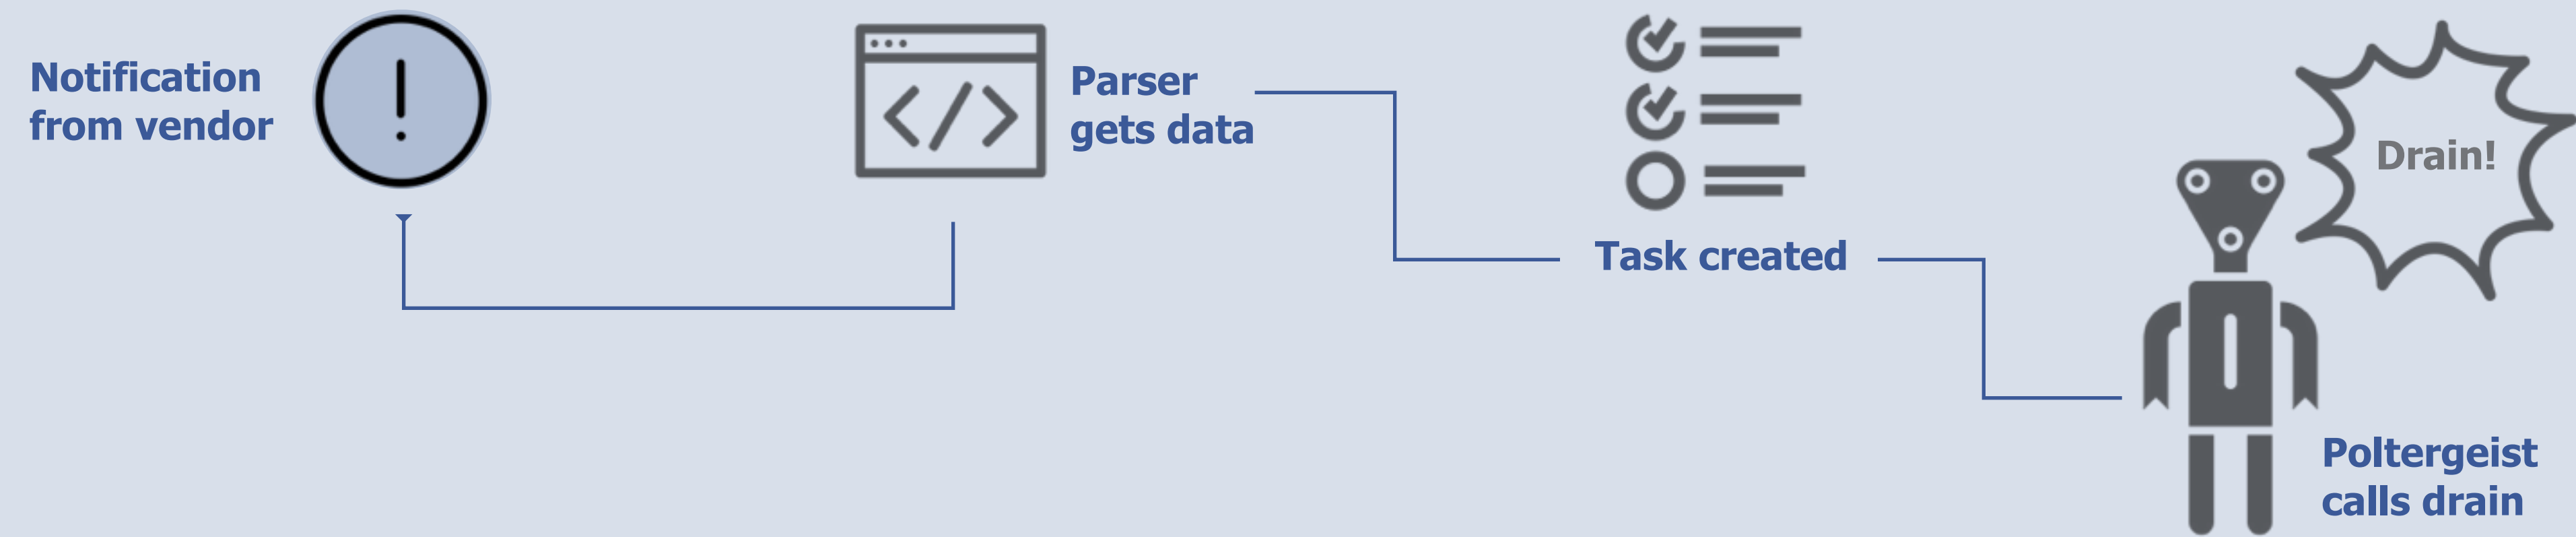 Notification
from vendor
Parser
gets data
Task created
Drain!
Poltergeist
calls drain